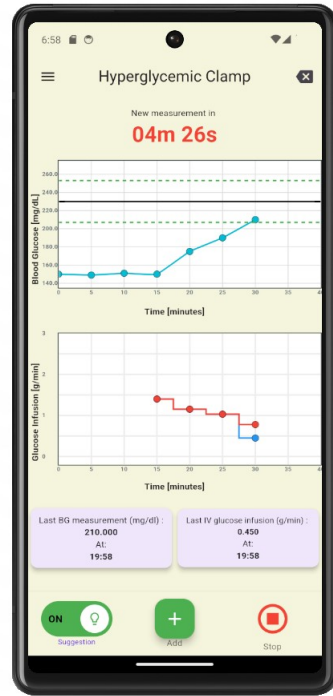 6:58
Hyperglycemic Clamp
New measurement in
04m 26s
Blood Glucose [mg/dL]
260.0
240.0
220.0
200.0
180.0
160.0
140.0
0 5 10 15 20 25 30 35 40
Time [minutes]
Glucose Infusion [g/min]
3
2
1
0
0 5 10 15 20 25 30 35 40
Time [minutes]
Last BG measurement (mg/dl) :
210.000
At:
19:58
Last IV glucose infusion (g/min) :
0.450
At:
19:58
ON
Suggestion
Add
Stop